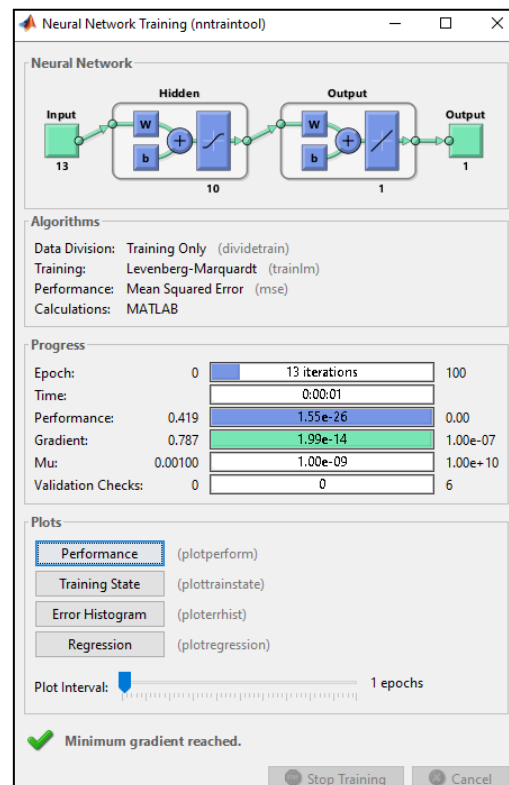 Neural Network Training (nntraintool)
Neural Network
Hidden
Output
Input
Output
W
b
+
W
b
+
13
10
1
1
Algorithms
Data Division: Training Only (dividetrain)
Training: Levenberg-Marquardt (trainlm)
Performance: Mean Squared Error (mse)
Calculations: MATLAB
Progress
Epoch: 0 13 iterations 100
Time: 0:00:01
Performance: 0.419 1.55e-26 0.00
Gradient: 0.787 1.99e-14 1.00e-07
Mu: 0.00100 1.00e-09 1.00e+10
Validation Checks: 0 0 6
Plots
Performance (plotperform)
Training State (plottrainstate)
Error Histogram (ploterrhist)
Regression (plotregression)
Plot Interval: 1 epochs
Minimum gradient reached.
Stop Training Cancel